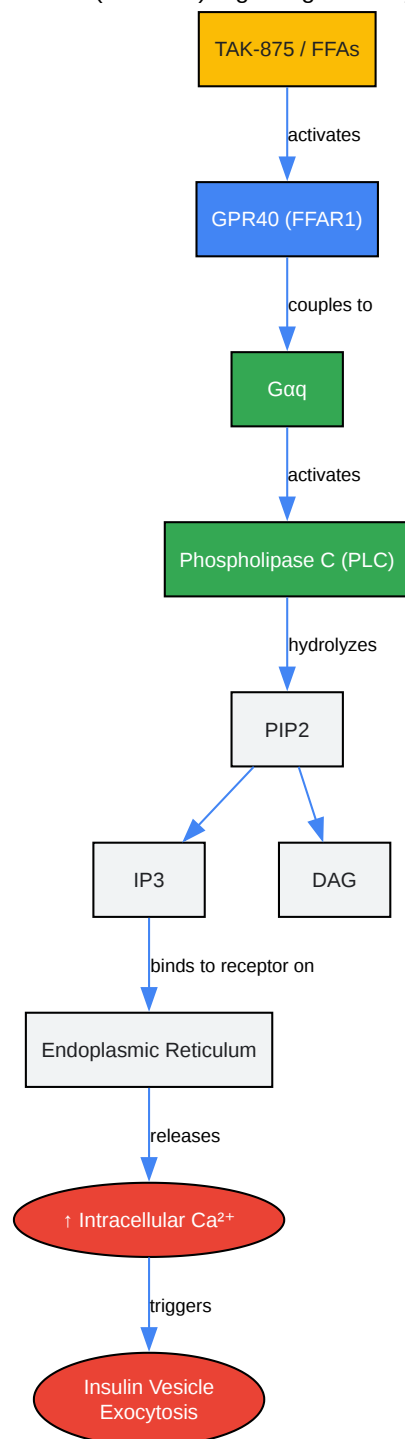 TAK-875 / FFAs
activates
GPR40 (FFAR1)
couples to
Gαq
activates
Phospholipase C (PLC)
hydrolyzes
PIP2
IP3
DAG
binds to receptor on
Endoplasmic Reticulum
releases
↑ Intracellular Ca²⁺
triggers
Insulin Vesicle
Exocytosis